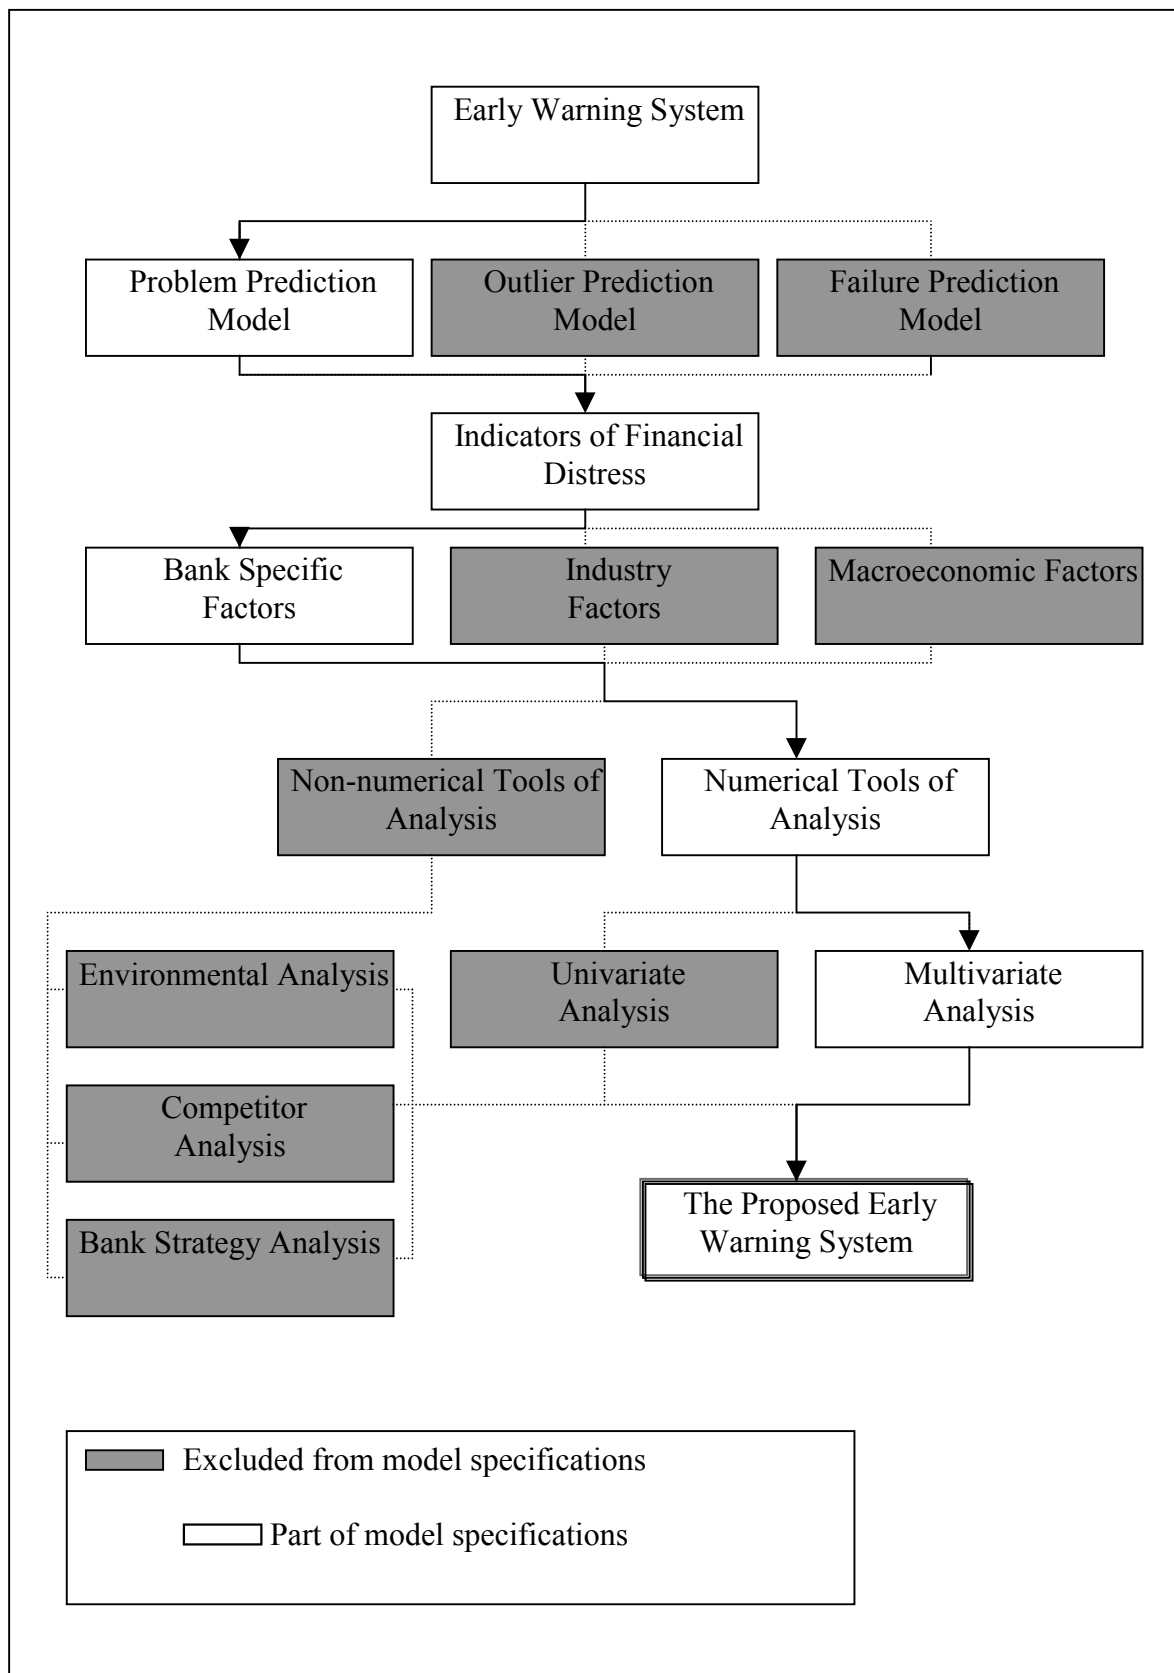 Early Warning System
Problem Prediction
Model
Outlier Prediction
Model
Failure Prediction
Model
Indicators of Financial
Distress
Bank Specific
Factors
Industry
Factors
Macroeconomic Factors
Non-numerical Tools of
Analysis
Numerical Tools of
Analysis
Environmental Analysis
Univariate
Analysis
Multivariate
Analysis
Competitor
Analysis
The Proposed Early
Warning System
Bank Strategy Analysis
Excluded from model specifications
Part of model specifications